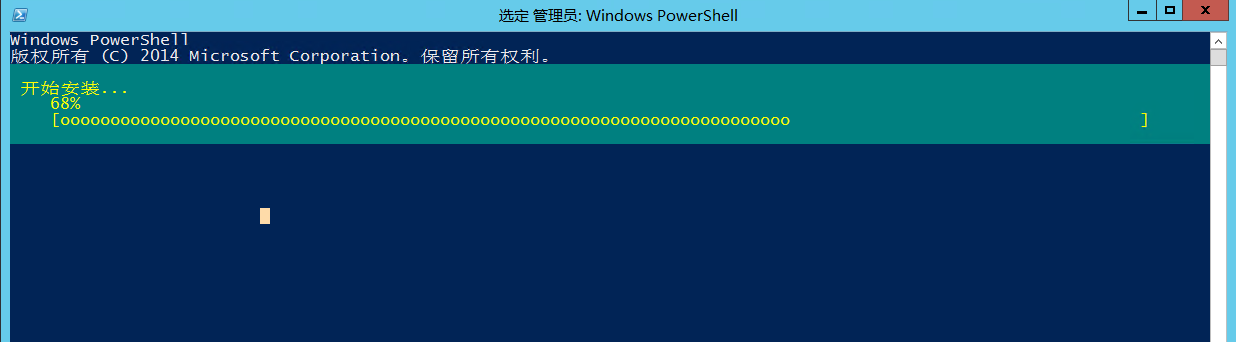 选定 管理员: Windows PowerShell
Windows PowerShell
版权所有 (C) 2014 Microsoft Corporation。保留所有权利。
开始安装...
68%
[ooooooooooooooooooooooooooooooooooooooooooooooooooooooooooooooooooooooooo                                   ]